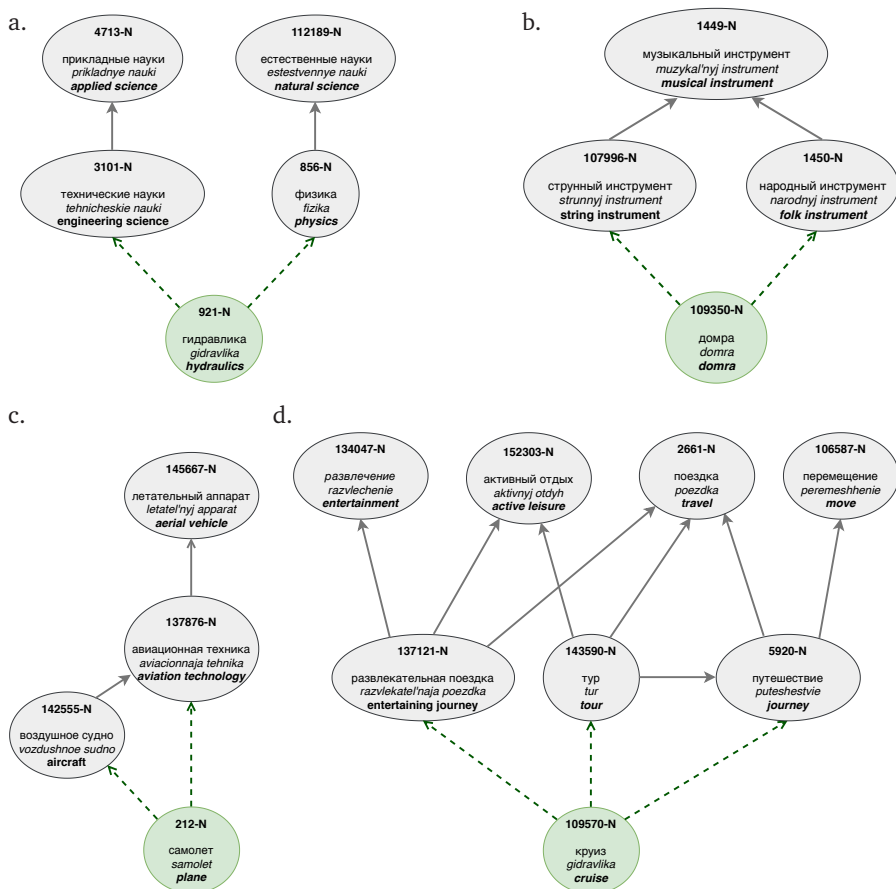 a.
4713-N
прикладные науки
prikladnye nauki
applied science
112189-N
естественные науки
estestvennye nauki
natural science
3101-N
технические науки
tehnicheskie nauki
engineering science
856-N
физика
fizika
physics
921-N
гидравлика
gidravlika
hydraulics
b.
1449-N
музыкальный инструмент
muzykal'nyj instrument
musical instrument
107996-N
струнный инструмент
strunnyj instrument
string instrument
1450-N
народный инструмент
narodnyj instrument
folk instrument
109350-N
домра
domra
domra
c.
145667-N
летательный аппарат
letatel'nyj apparat
aerial vehicle
137876-N
авиационная техника
aviacionnaja tehnika
aviation technology
142555-N
воздушное судно
vozdushnoe sudno
aircraft
212-N
самолет
samolet
plane
d.
134047-N
развлечение
razvlechenie
entertainment
152303-N
активный отдых
aktivnyj otdyh
active leisure
2661-N
поездка
poezdka
travel
106587-N
перемещение
peremeshhenie
move
137121-N
развлекательная поездка
razvlekatel'naja poezdka
entertaining journey
143590-N
тур
tur
tour
5920-N
путешествие
puteshestvie
journey
109570-N
круиз
gidravlika
cruise